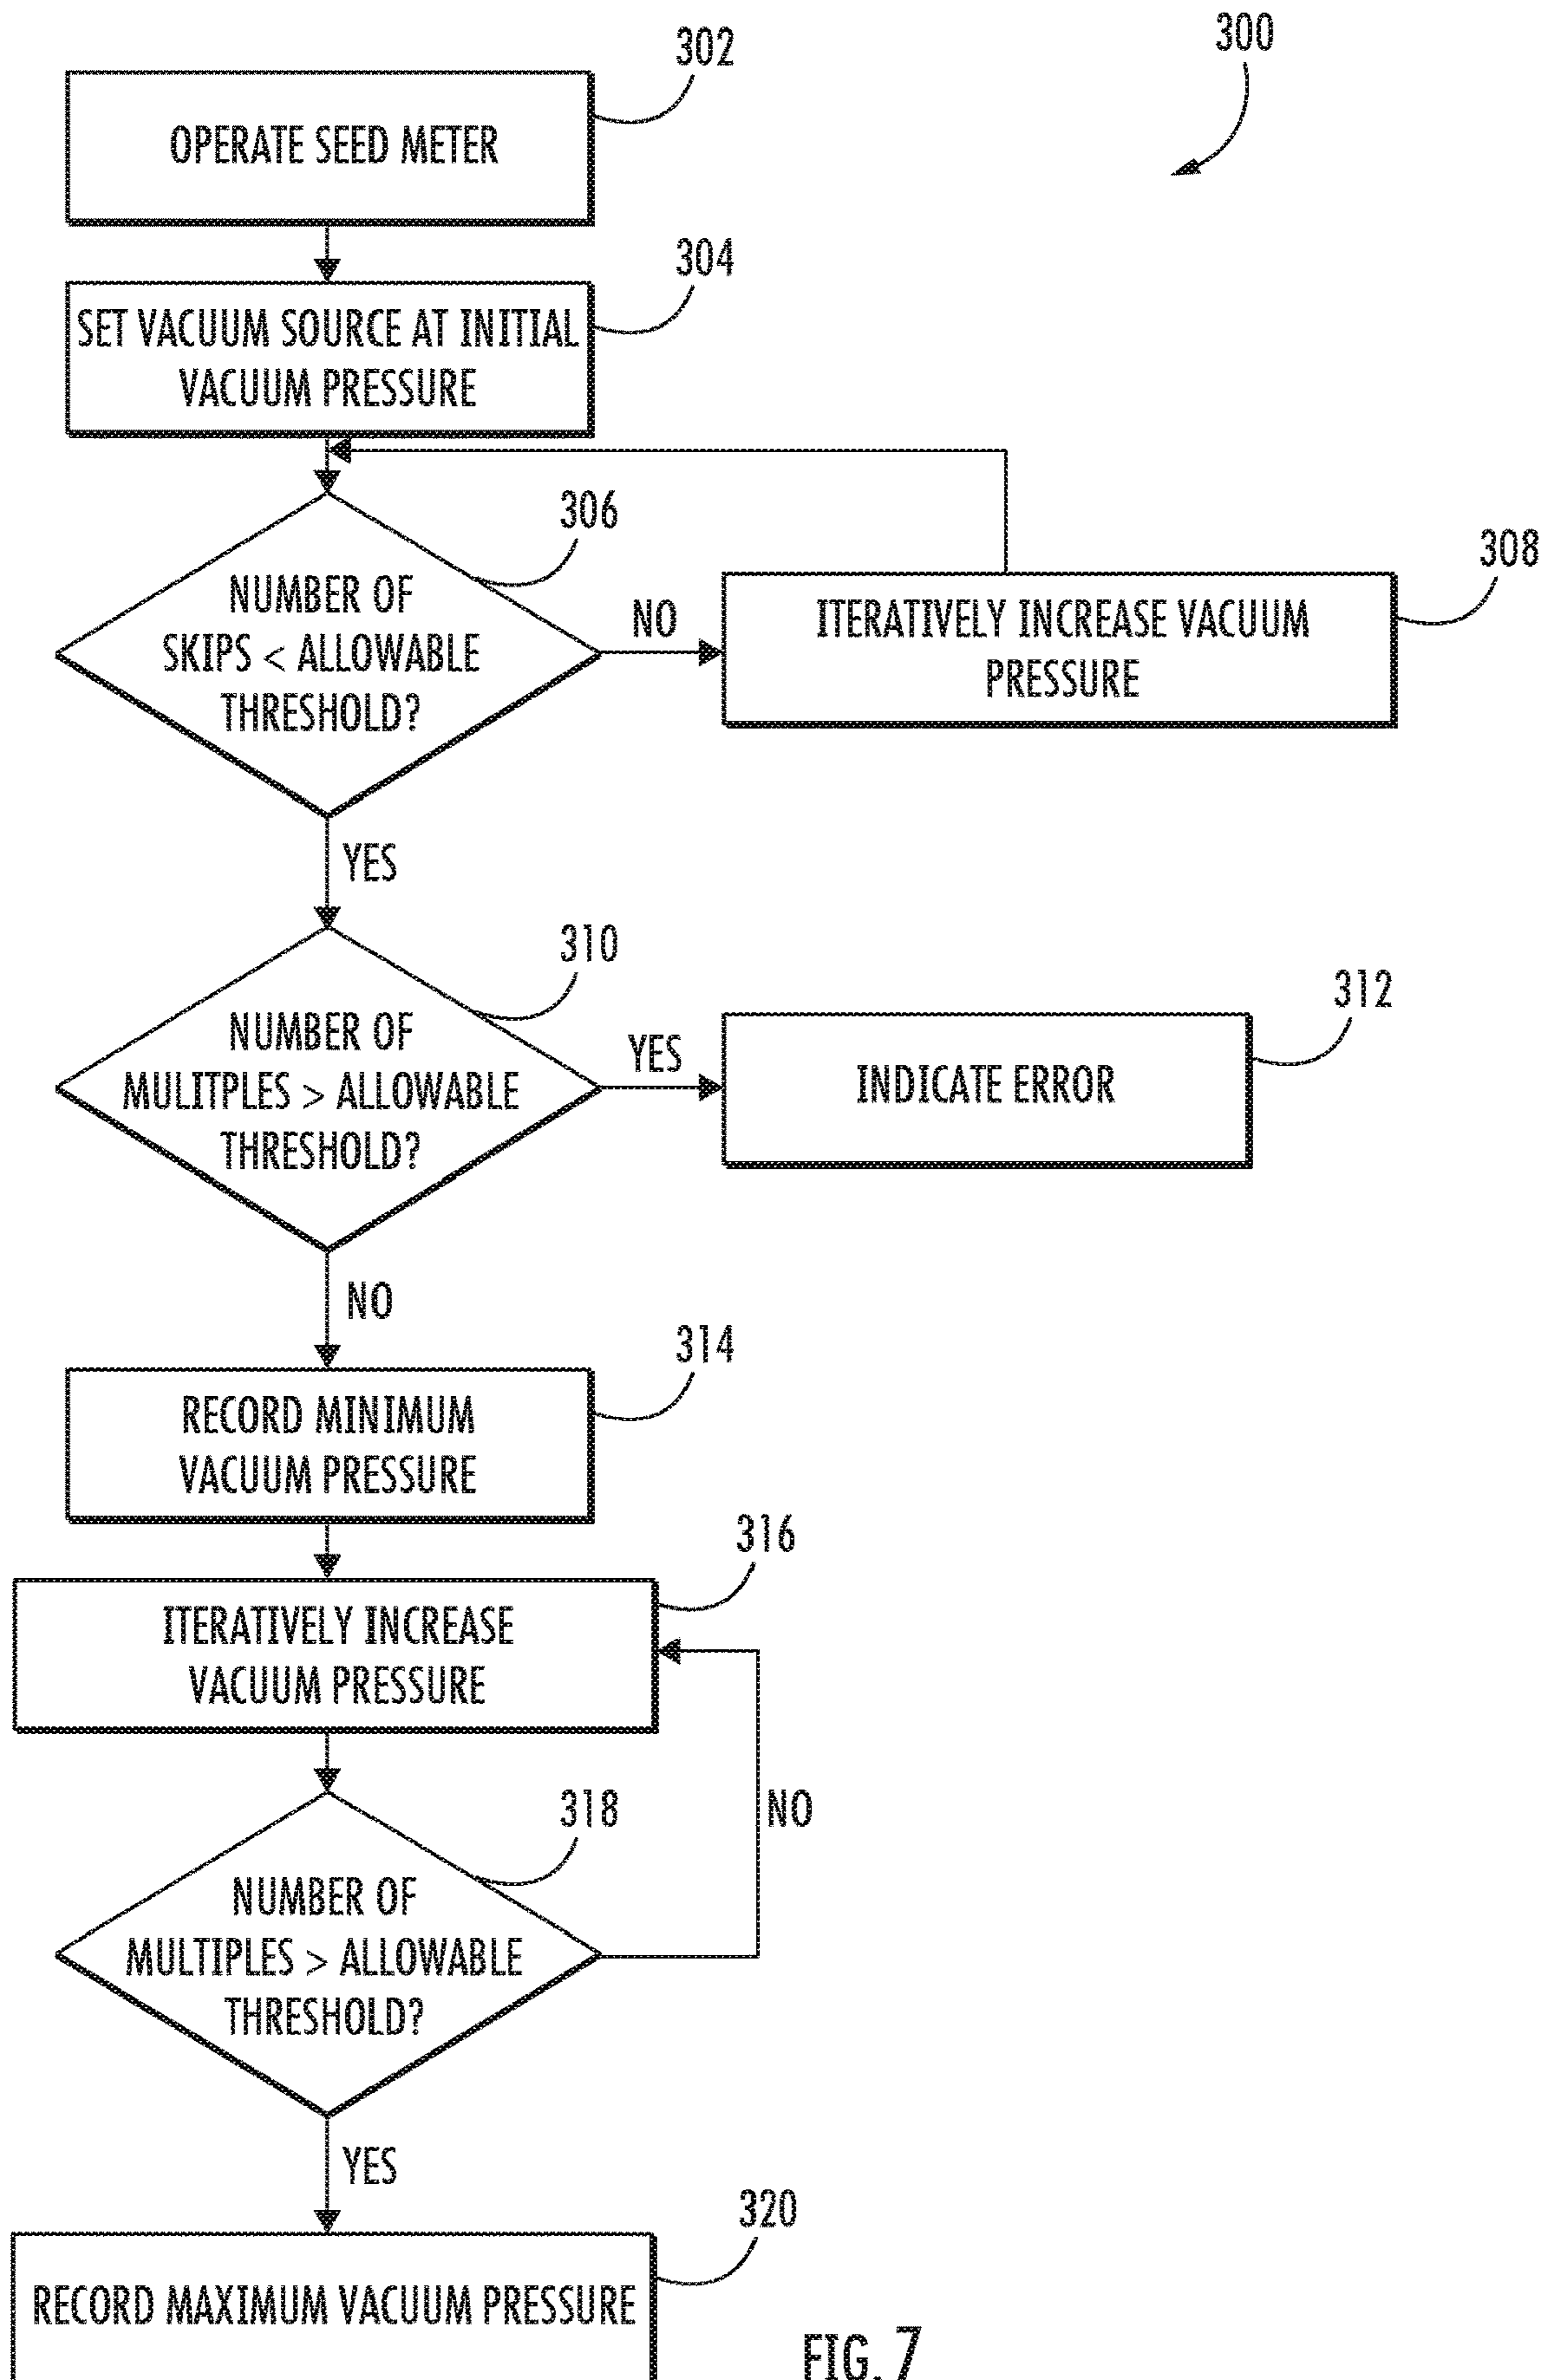 300
302
OPERATE SEED METER
304
SET VACUUM SOURCE AT INITIAL
VACUUM PRESSURE
306
NUMBER OF
SKIPS < ALLOWABLE
THRESHOLD?
NO
308
ITERATIVELY INCREASE VACUUM
PRESSURE
YES
310
NUMBER OF
MULITPLES > ALLOWABLE
THRESHOLD?
YES
312
INDICATE ERROR
NO
314
RECORD MINIMUM
VACUUM PRESSURE
316
ITERATIVELY INCREASE
VACUUM PRESSURE
318
NUMBER OF
MULTIPLES > ALLOWABLE
THRESHOLD?
NO
YES
320
RECORD MAXIMUM VACUUM PRESSURE
FIG. 7